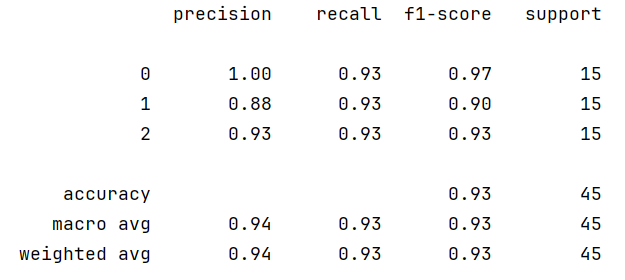 precision recall f1-score support
0 1.00 0.93 0.97 15
1 0.88 0.93 0.90 15
2 0.93 0.93 0.93 15
accuracy 0.93 45
macro avg 0.94 0.93 0.93 45
weighted avg 0.94 0.93 0.93 45